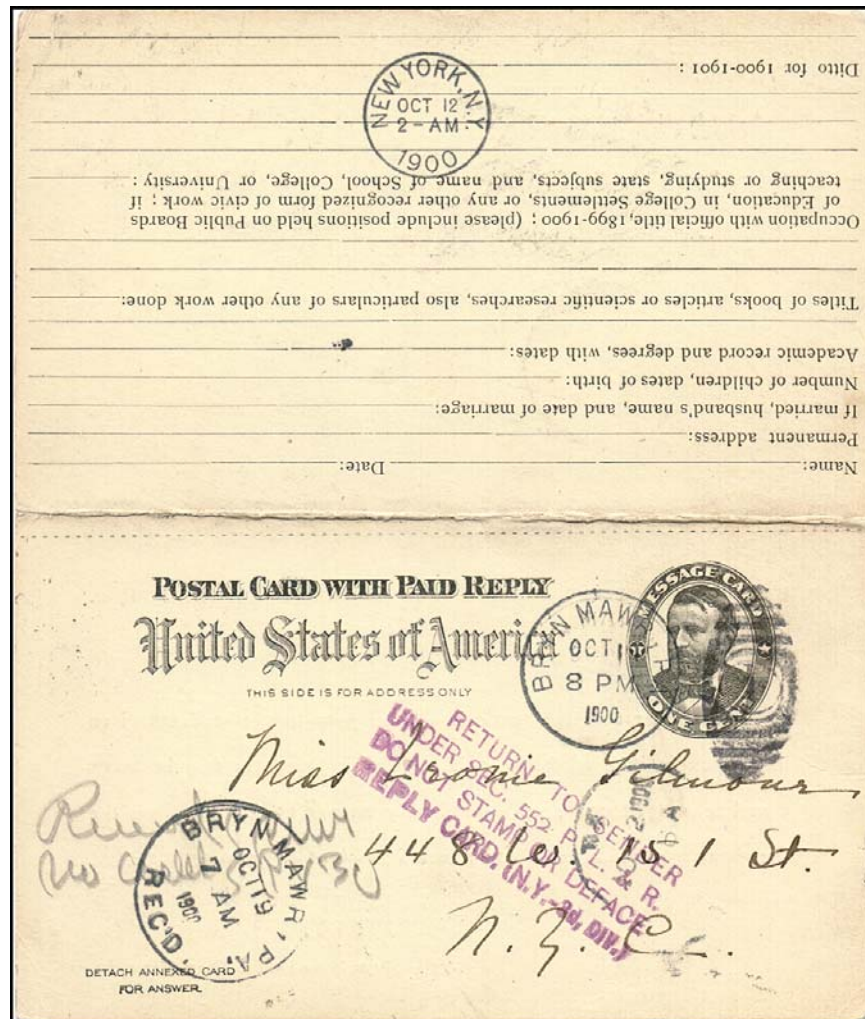 Ditto for 1900-1901 :
NEW YORK, N.Y.
OCT 12
2-AM
1900
Occupation with official title, 1899-1900 ; (please include positions held on Public Boards
of Education, in College Settlements, or any other recognized form of civic work ; if
teaching or studying, state subjects, and name of School, College, or University :
Titles of books, articles or scientific researches, also particulars of any other work done:
Academic record and degrees, with dates:
Number of children, dates of birth:
If married, husband's name, and date of marriage:
Permanent address:
Name: Date:
POSTAL CARD WITH PAID REPLY
United States of America
THIS SIDE IS FOR ADDRESS ONLY
MESSAGE CARD
ONE CENT
BRYN MAWR
OCT 1
8 PM
1900
RETURN TO SENDER
UNDER SEC. 552 P. L. & R.
DO NOT STAMP OR DEFACE
REPLY CARD. (N.Y.-2d, DIV.)
Miss Gilmour
448 W. 151 St.
N. Y. C.
BRYN MAWR, PA.
OCT 19
7 AM
1900
REC'D.
DETACH ANNEXED CARD
FOR ANSWER.